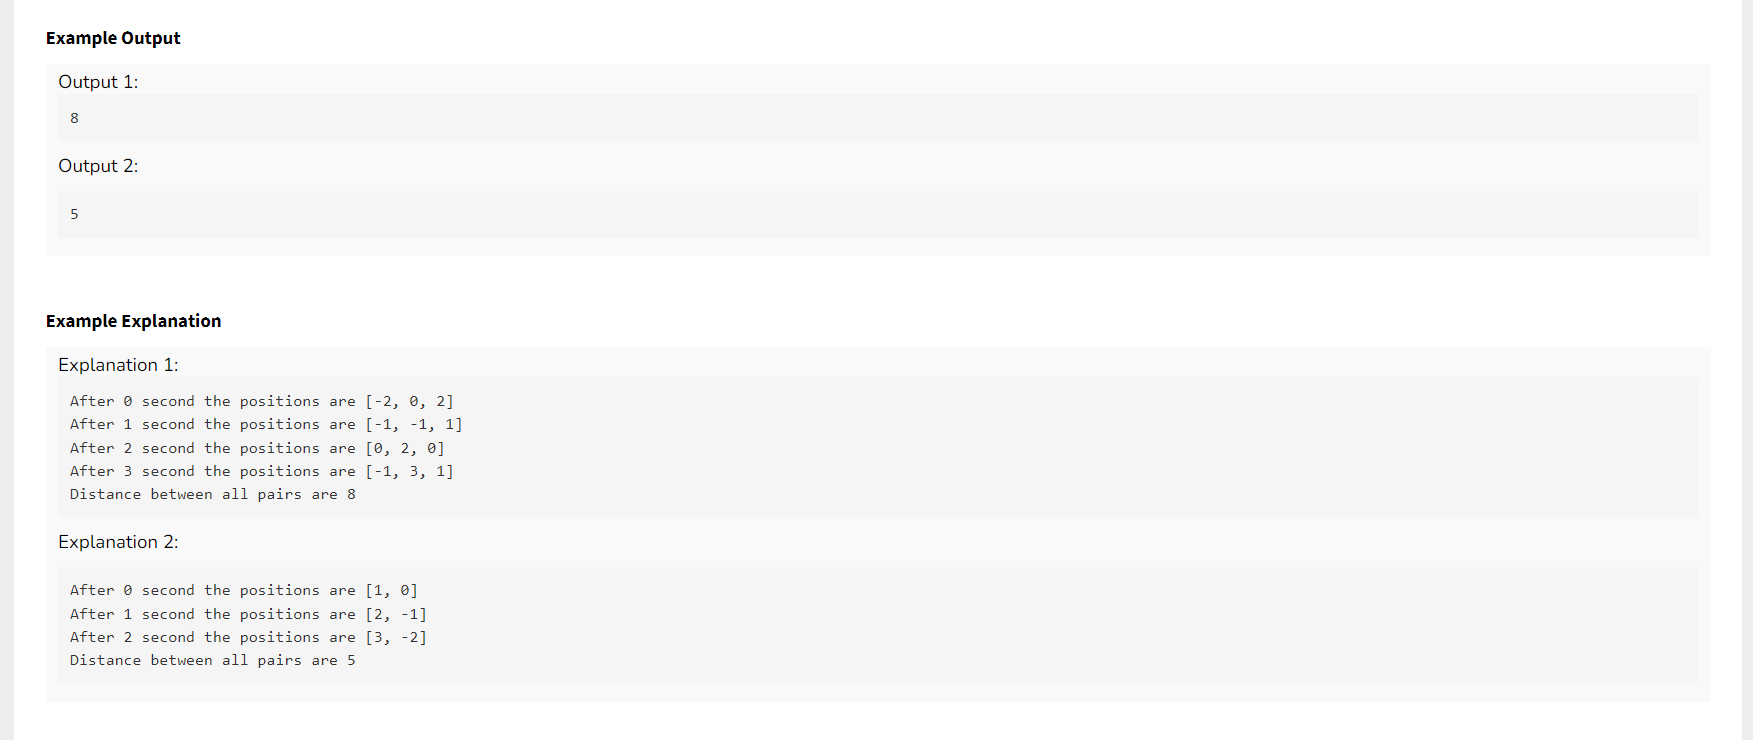 Example Output
Output 1:
8
Output 2:
5
Example Explanation
Explanation 1:
After 0 second the positions are [-2, 0, 2]
After 1 second the positions are [-1, -1, 1]
After 2 second the positions are [0, 2, 0]
After 3 second the positions are [-1, 3, 1]
Distance between all pairs are 8
Explanation 2:
After 0 second the positions are [1, 0]
After 1 second the positions are [2, -1]
After 2 second the positions are [3, -2]
Distance between all pairs are 5